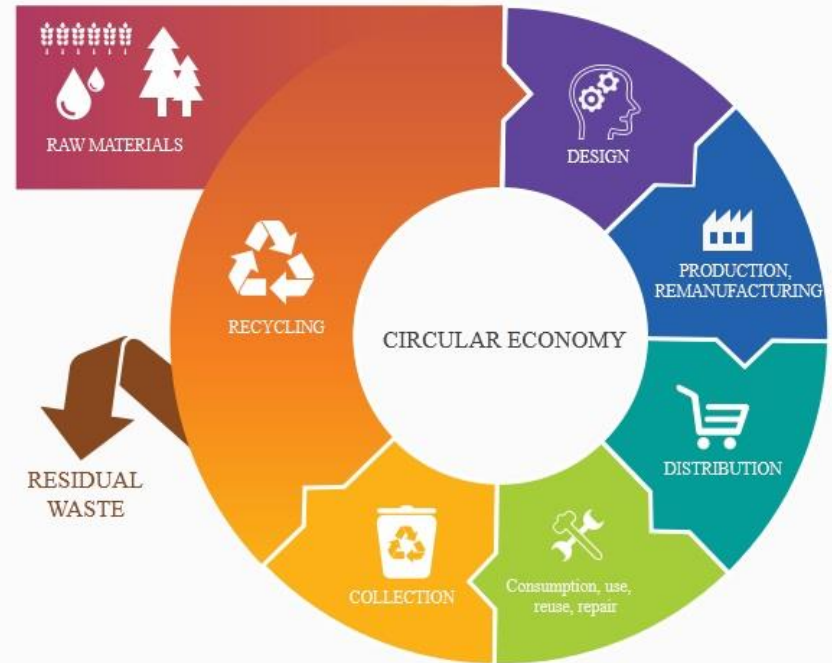 RAW MATERIALS
DESIGN
PRODUCTION,
REMANUFACTURING
RECYCLING
CIRCULAR ECONOMY
DISTRIBUTION
RESIDUAL
WASTE
COLLECTION
Consumption, use,
reuse, repair